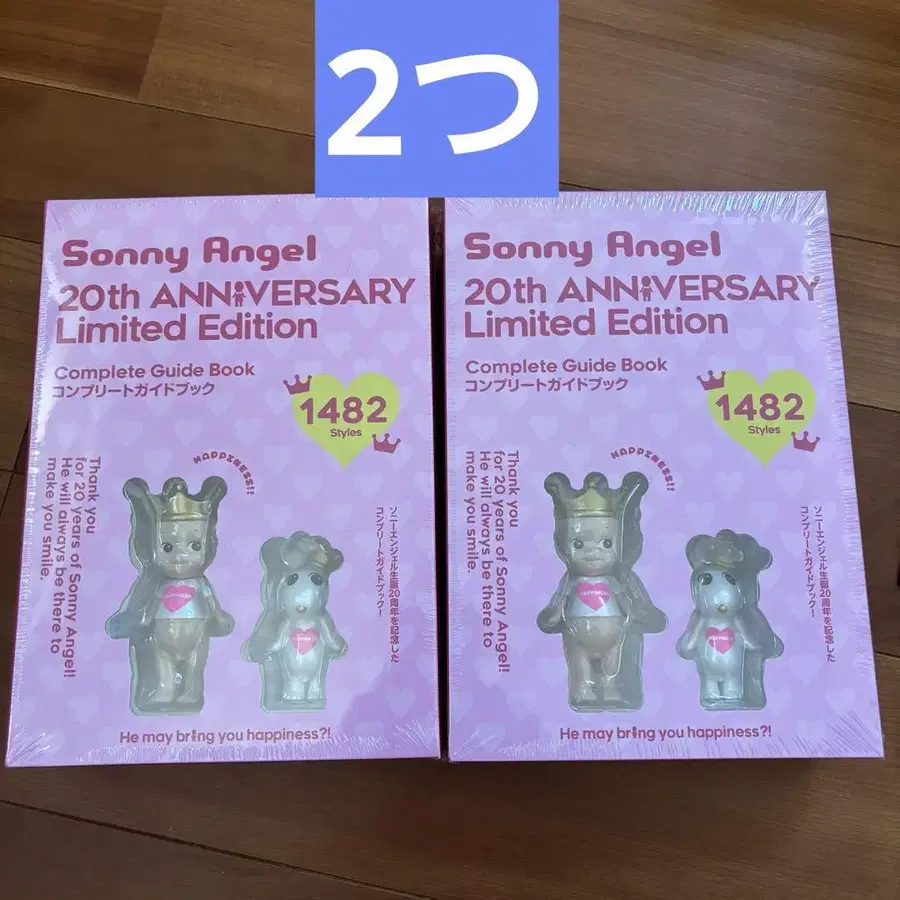 2つ
Sonny Angel
20th ANNIVERSARY
Limited Edition
Complete Guide Book
コンプリートガイドブック
1482
Styles
HAPPINESS!!
Thank you
for 20 years of Sonny Angel!
He will always be there to
make you smile.
HAPPINESS
HAPPINESS
ソニーエンジェル生誕20周年を記念した
コンプリートガイドブック!
He may bring you happiness?!
Sonny Angel
20th ANNIVERSARY
Limited Edition
Complete Guide Book
コンプリートガイドブック
1482
Styles
HAPPINESS!!
Thank you
for 20 years of Sonny Angel!
He will always be there to
make you smile.
HAPPINESS
HAPPINESS
ソニーエンジェル生誕20周年を記念した
コンプリートガイドブック!
He may bring you happiness?!